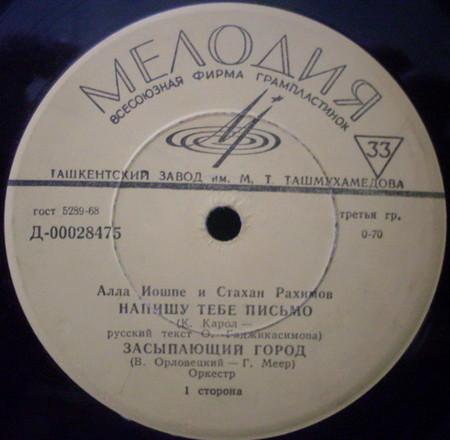 МЕЛОДИЯ
ВСЕСОЮЗНАЯ ФИРМА ГРАМПЛАСТИНОК
33
ТАШКЕНТСКИЙ ЗАВОД ИМ. М. Т. ТАШМУХАМЕДОВА
гост 5289-68
третья гр.
Д-00028475
0-70
Алла Иошпе и Стахан Рахимов
НАПИШУ ТЕБЕ ПИСЬМО
(К. Карол—
русский текст О. Гаджикасимова)
ЗАСЫПАЮЩИЙ ГОРОД
(В. Орловецкий—Г. Меер)
Оркестр
1 сторона